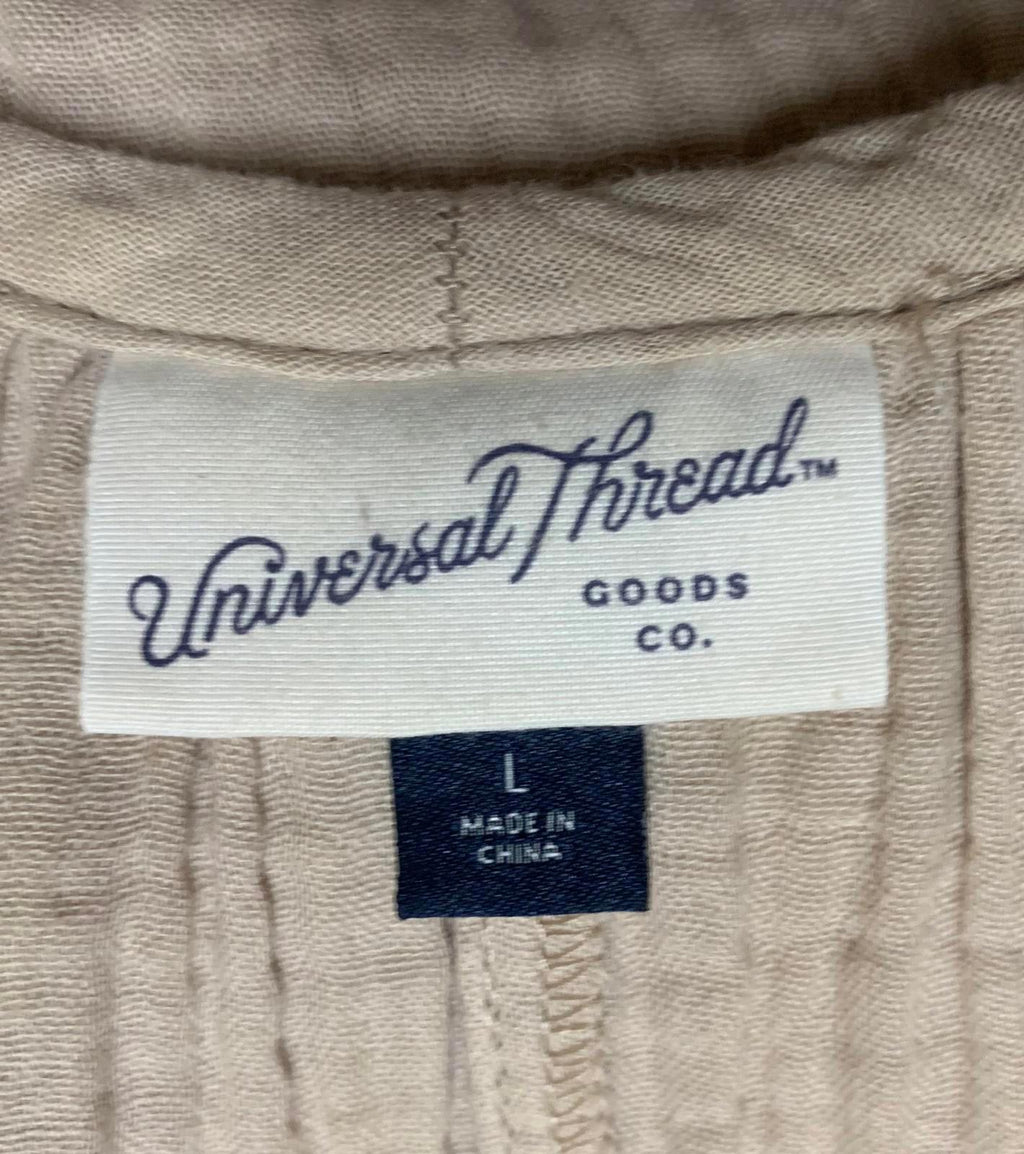 Universal Thread™
GOODS
CO.
L
MADE IN
CHINA